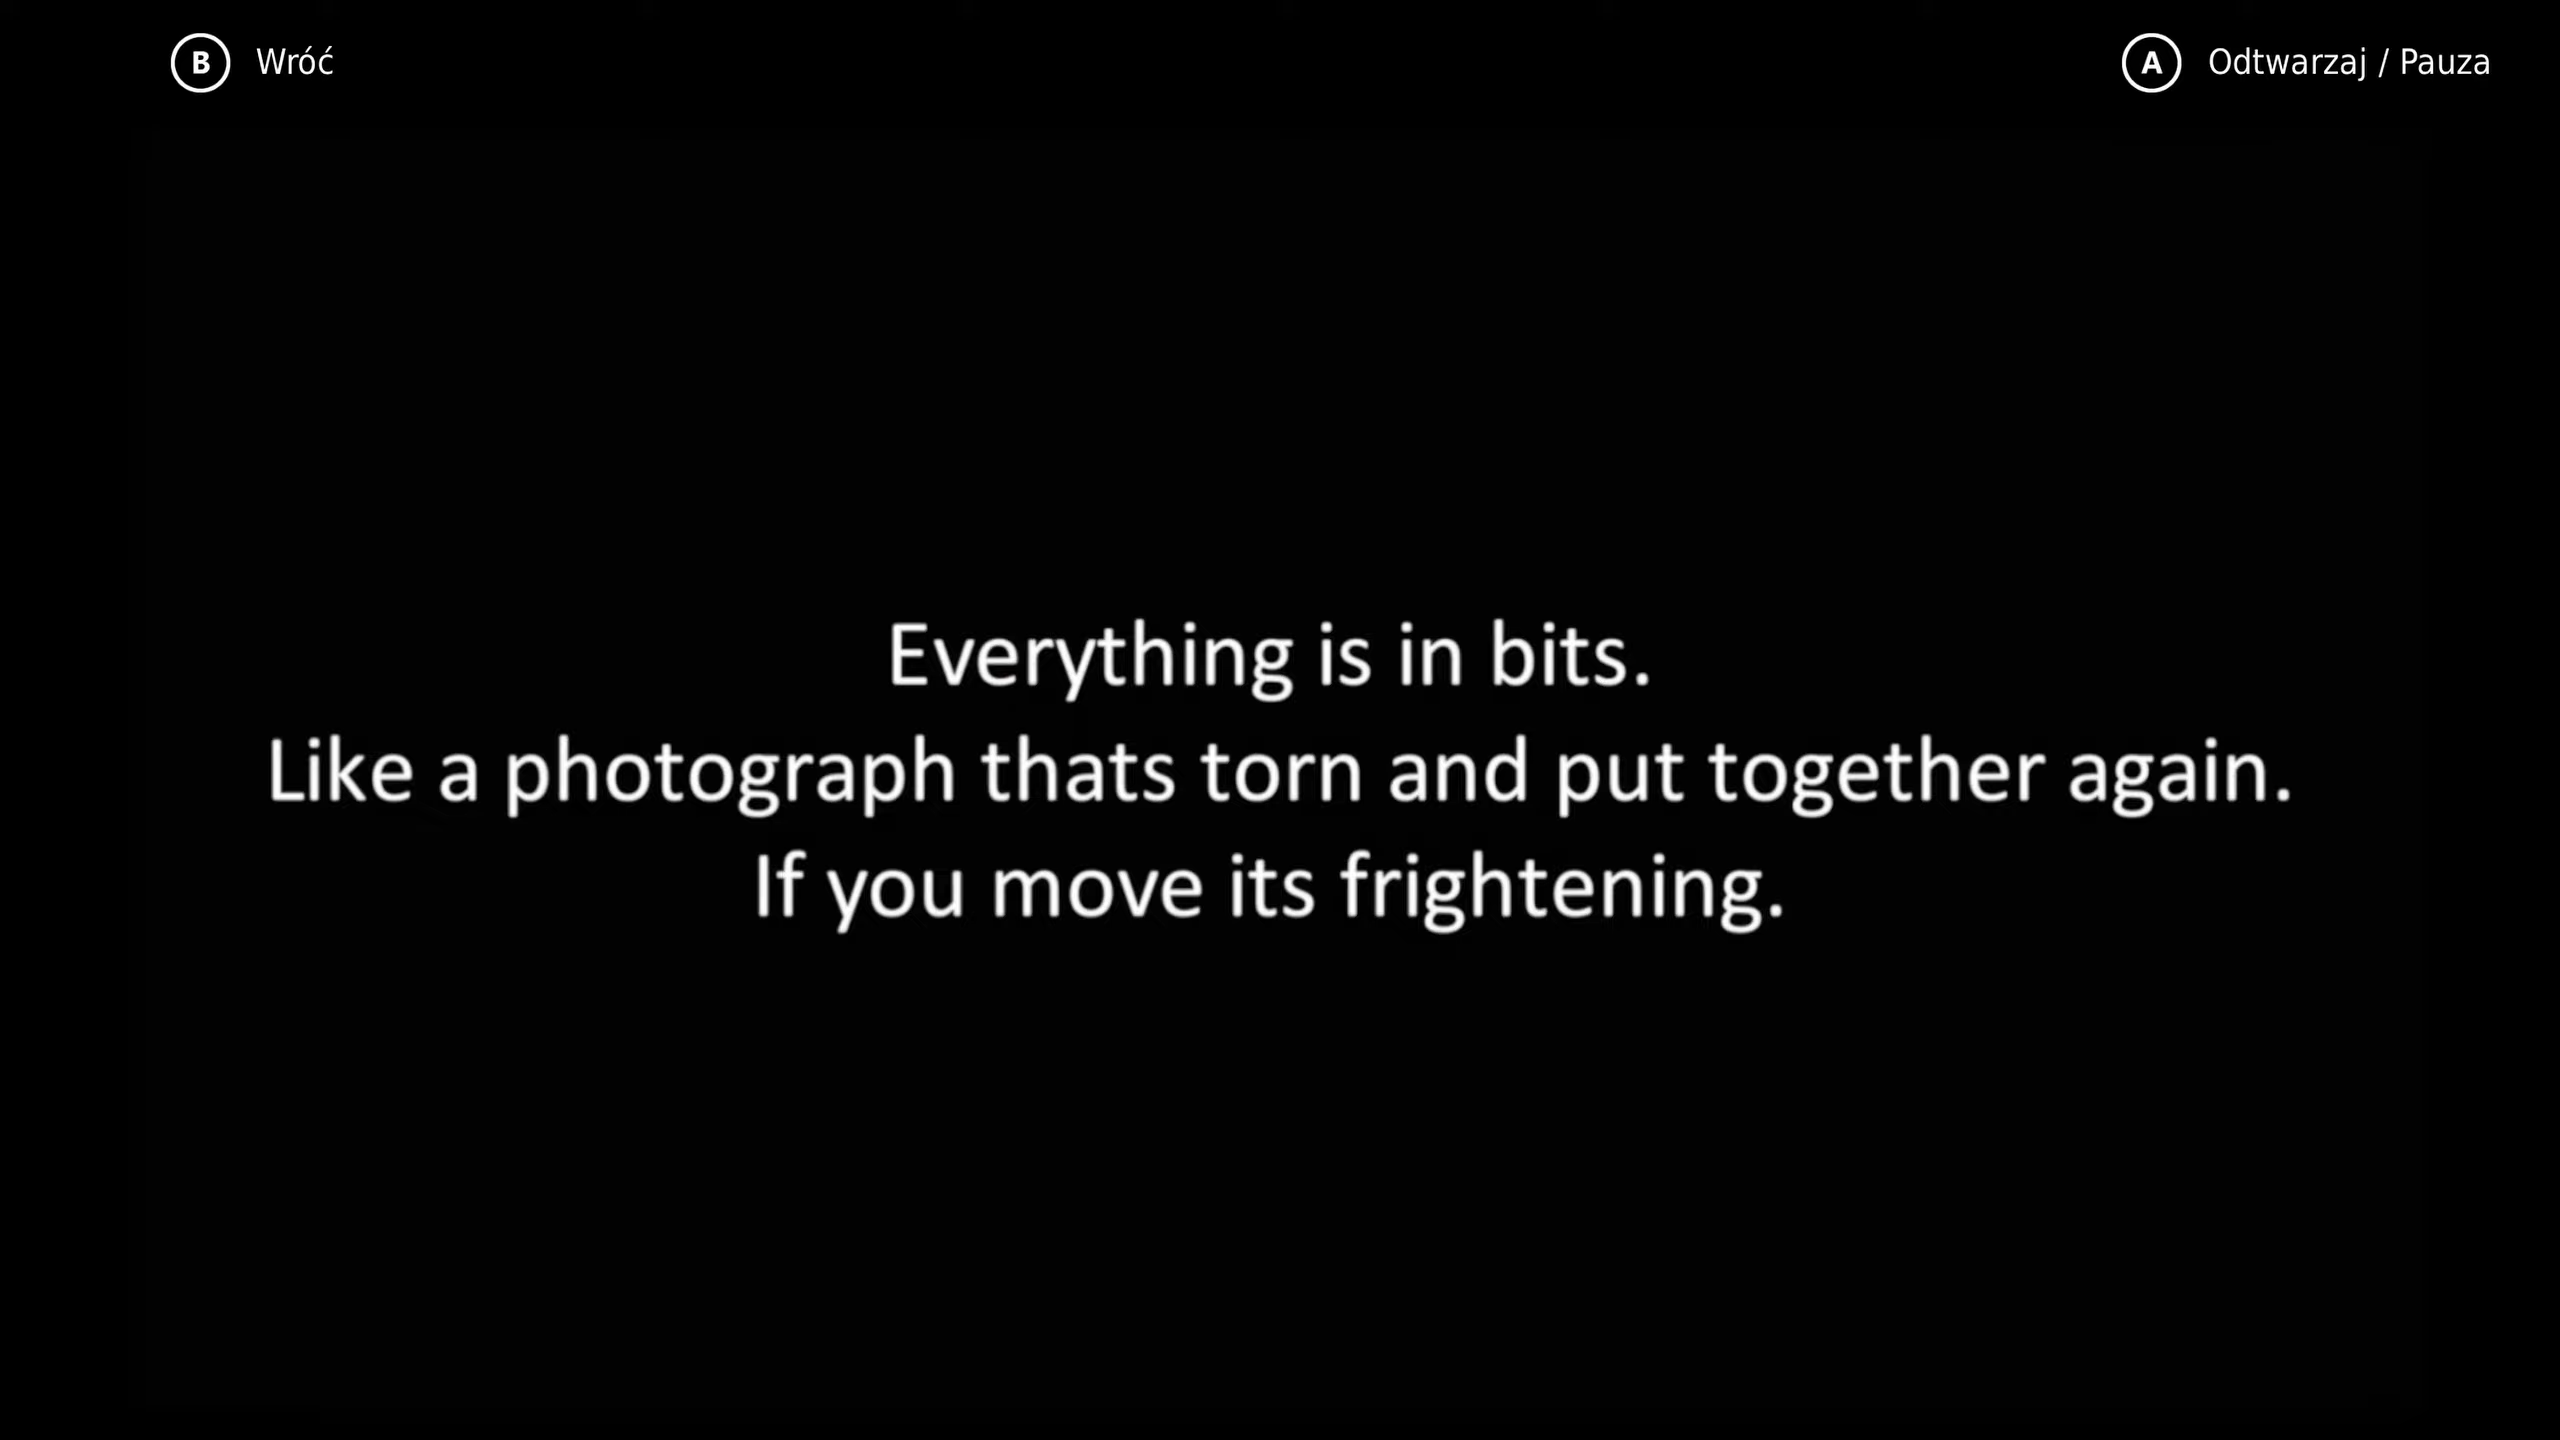 B Wróć
A Odtwarzaj / Pauza
Everything is in bits.
Like a photograph thats torn and put together again.
If you move its frightening.